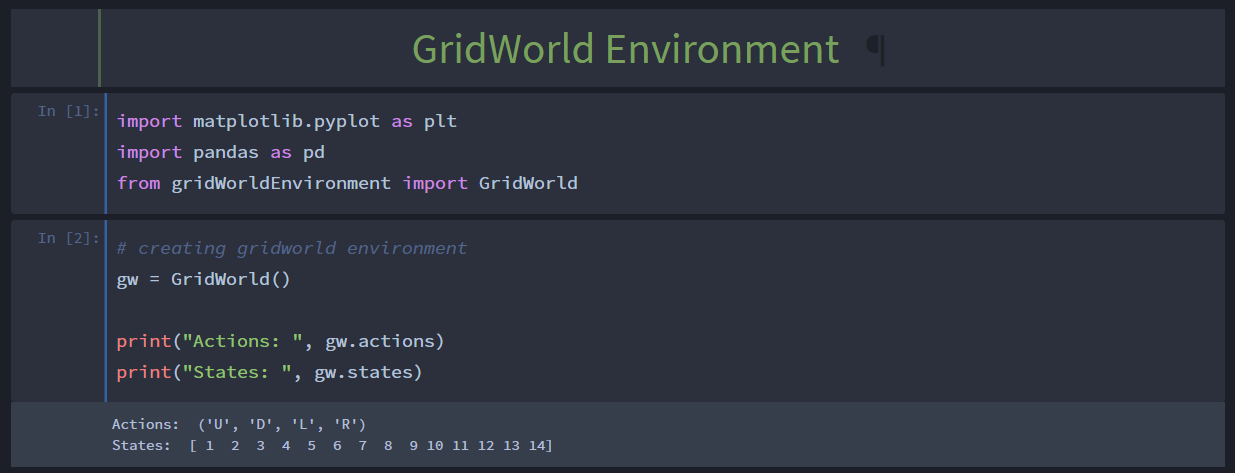 GridWorld Environment ¶
In [1]:
import matplotlib.pyplot as plt
import pandas as pd
from gridWorldEnvironment import GridWorld
In [2]:
# creating gridworld environment
gw = GridWorld()
print("Actions: ", gw.actions)
print("States: ", gw.states)
Actions:  ('U', 'D', 'L', 'R')
States:  [ 1  2  3  4  5  6  7  8  9 10 11 12 13 14]